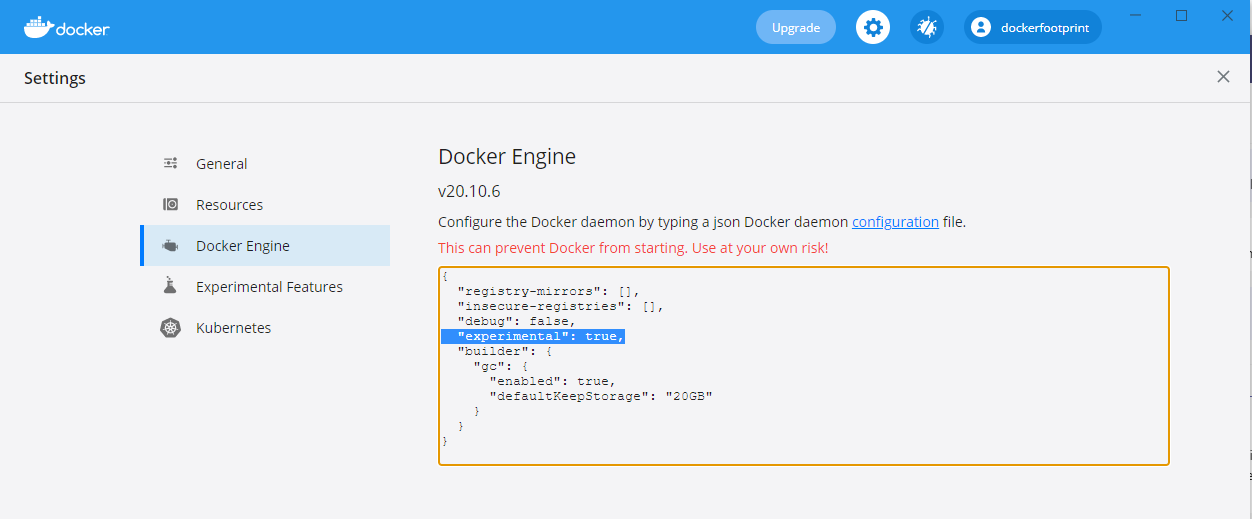 docker
Upgrade
dockerfootprint
Settings
General
Resources
Docker Engine
Experimental Features
Kubernetes
Docker Engine
v20.10.6
Configure the Docker daemon by typing a json Docker daemon configuration file.
This can prevent Docker from starting. Use at your own risk!
{
  "registry-mirrors": [],
  "insecure-registries": [],
  "debug": false,
  "experimental": true,
  "builder": {
    "gc": {
      "enabled": true,
      "defaultKeepStorage": "20GB"
    }
  }
}